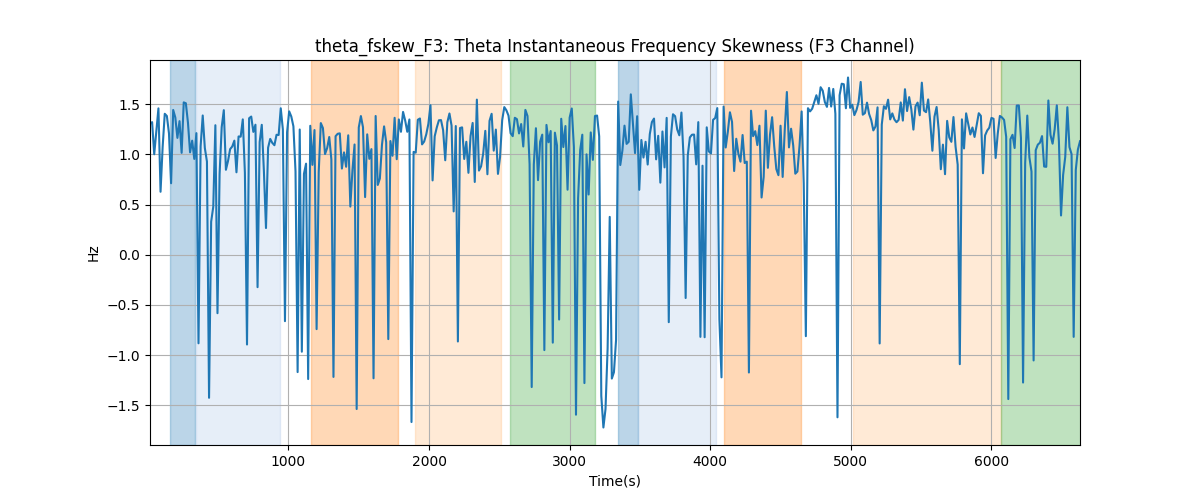 theta_fskew_F3: Theta Instantaneous Frequency Skewness (F3 Channel)
Hz
1.5
1.0
0.5
0.0
−0.5
−1.0
−1.5
1000 2000 3000 4000 5000 6000
Time(s)